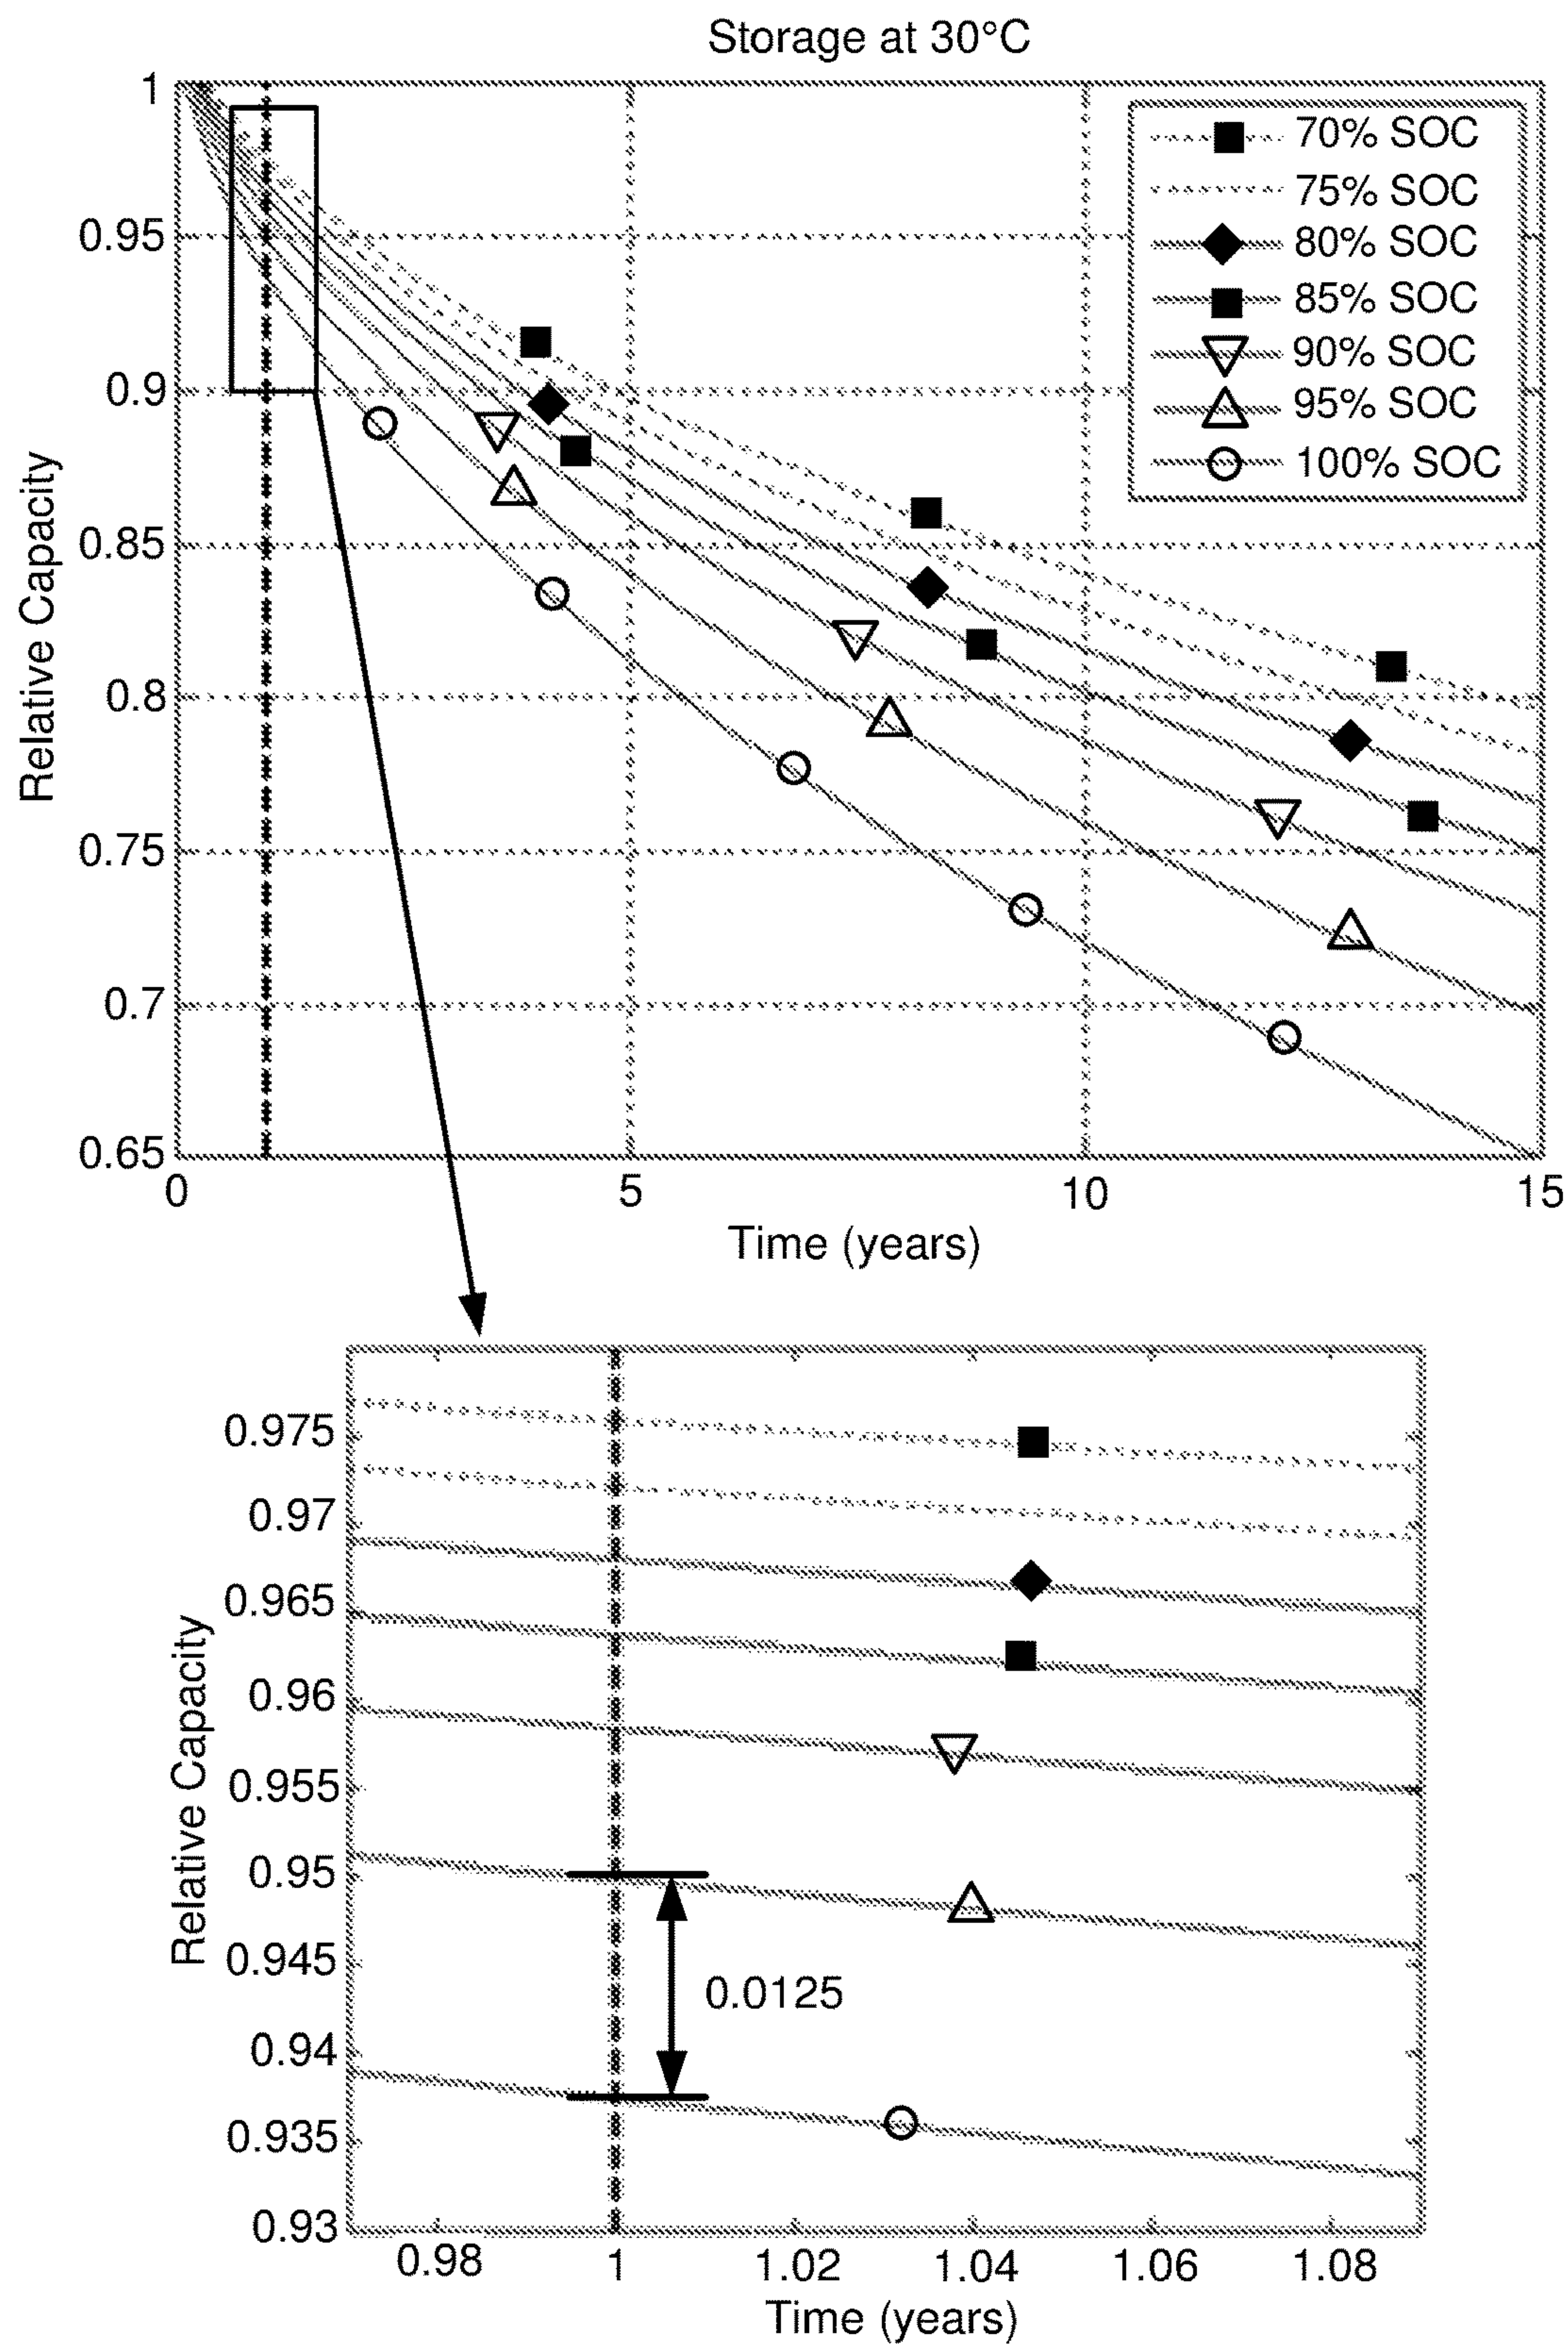 Storage at 30°C
1
0.95
0.9
0.85
0.8
0.75
0.7
0.65
Relative Capacity
70% SOC
75% SOC
80% SOC
85% SOC
90% SOC
95% SOC
100% SOC
0
5
10
15
Time (years)
0.975
0.97
0.965
0.96
0.955
0.95
0.945
0.94
0.935
0.93
Relative Capacity
0.0125
0.98
1
1.02
1.04
1.06
1.08
Time (years)